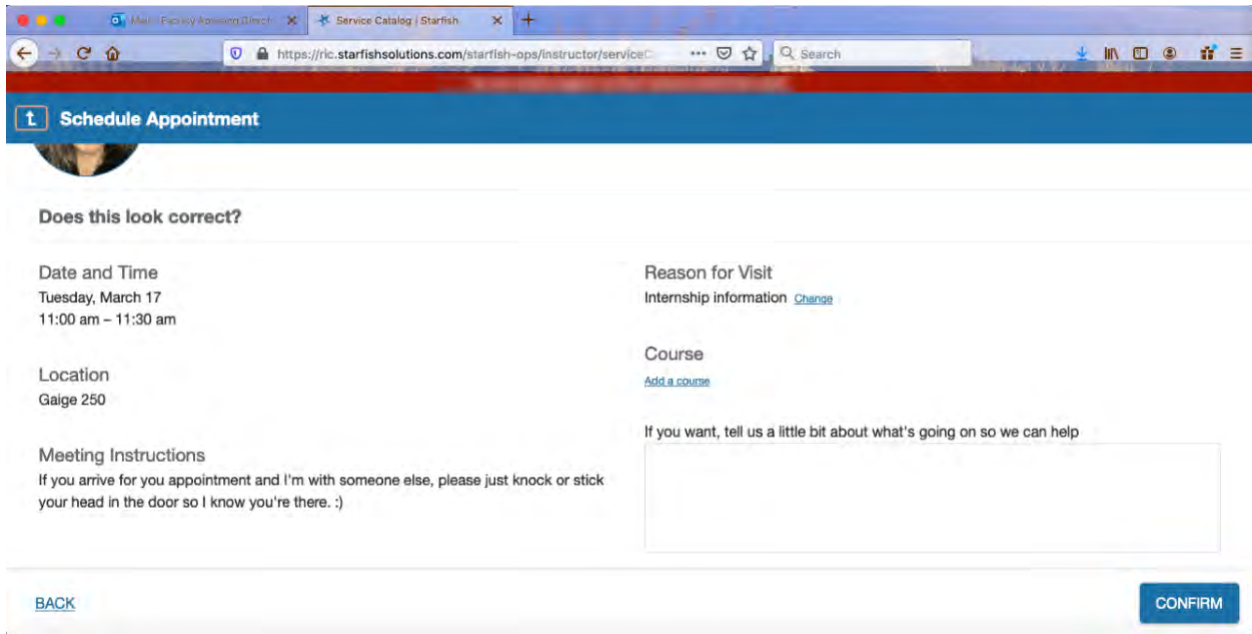 Service Catalog | Starfish
https://ric.starfishsolutions.com/starfish-ops/instructor/service
Search
Schedule Appointment
Does this look correct?
Date and Time
Tuesday, March 17
11:00 am – 11:30 am
Location
Gaige 250
Meeting Instructions
If you arrive for you appointment and I'm with someone else, please just knock or stick
your head in the door so I know you're there. :)
Reason for Visit
Internship information Change
Course
Add a course
If you want, tell us a little bit about what's going on so we can help
BACK
CONFIRM